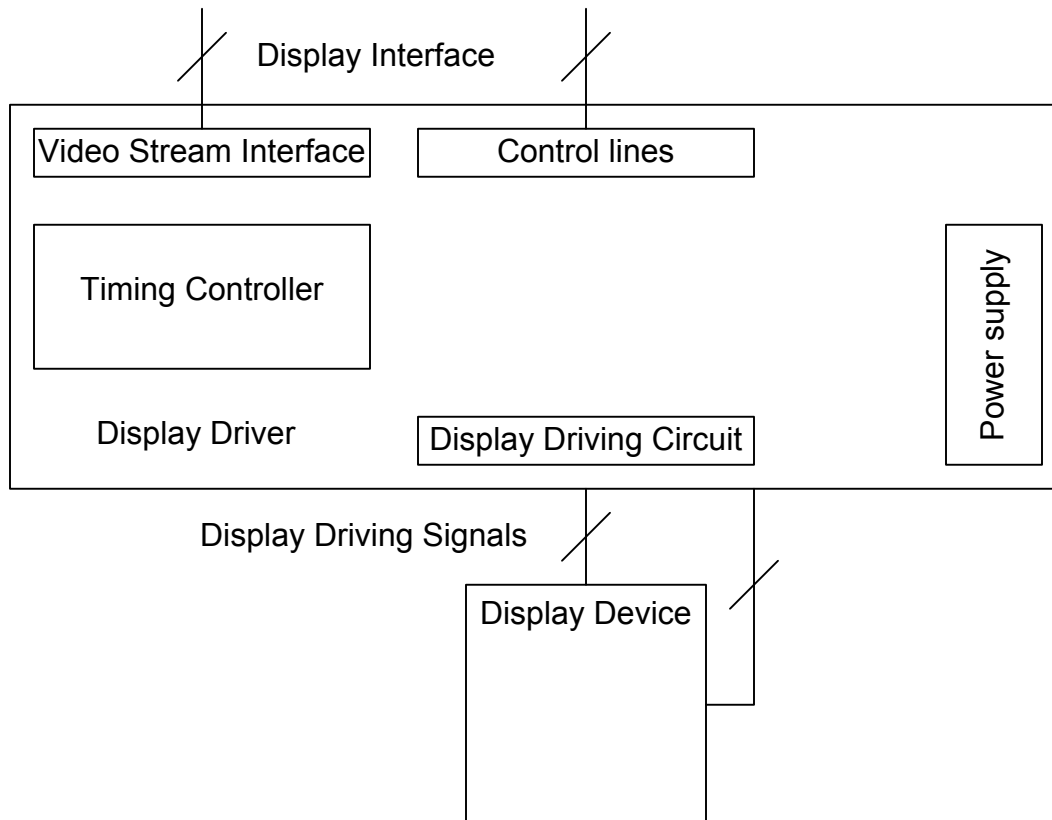 Display Interface
Video Stream Interface
Control lines
Timing Controller
Power supply
Display Driver
Display Driving Circuit
Display Driving Signals
Display Device